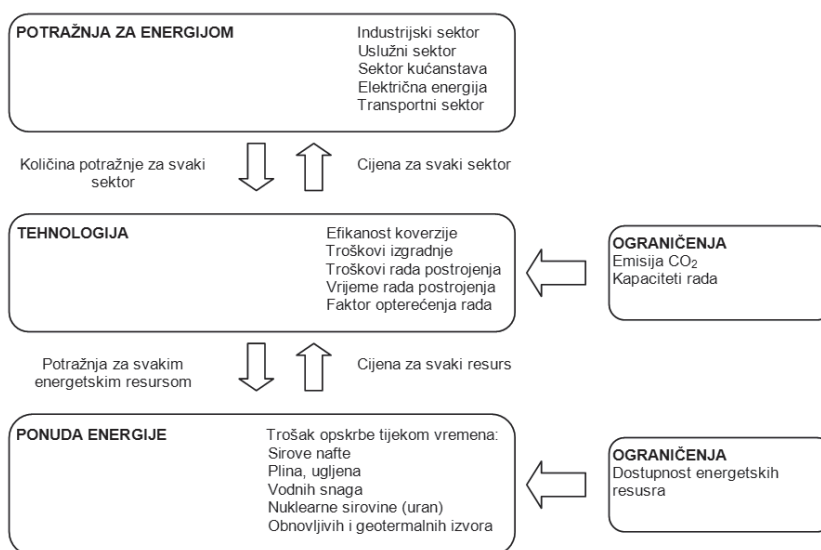 POTRAŽNJA ZA ENERGIJOM
Industrijski sektor
Uslužni sektor
Sektor kućanstava
Električna energija
Transportni sektor
Količina potražnje za svaki
sektor
Cijena za svaki sektor
TEHNOLOGIJA
Efikanost koverzije
Troškovi izgradnje
Troškovi rada postrojenja
Vrijeme rada postrojenja
Faktor opterećenja rada
OGRANIČENJA
Emisija CO₂
Kapaciteti rada
Potražnja za svakim
energetskim resursom
Cijena za svaki resurs
PONUDA ENERGIJE
Trošak opskrbe tijekom vremena:
Sirove nafte
Plina, ugljena
Vodnih snaga
Nuklearne sirovine (uran)
Obnovljivih i geotermalnih izvora
OGRANIČENJA
Dostupnost energetskih
resusra